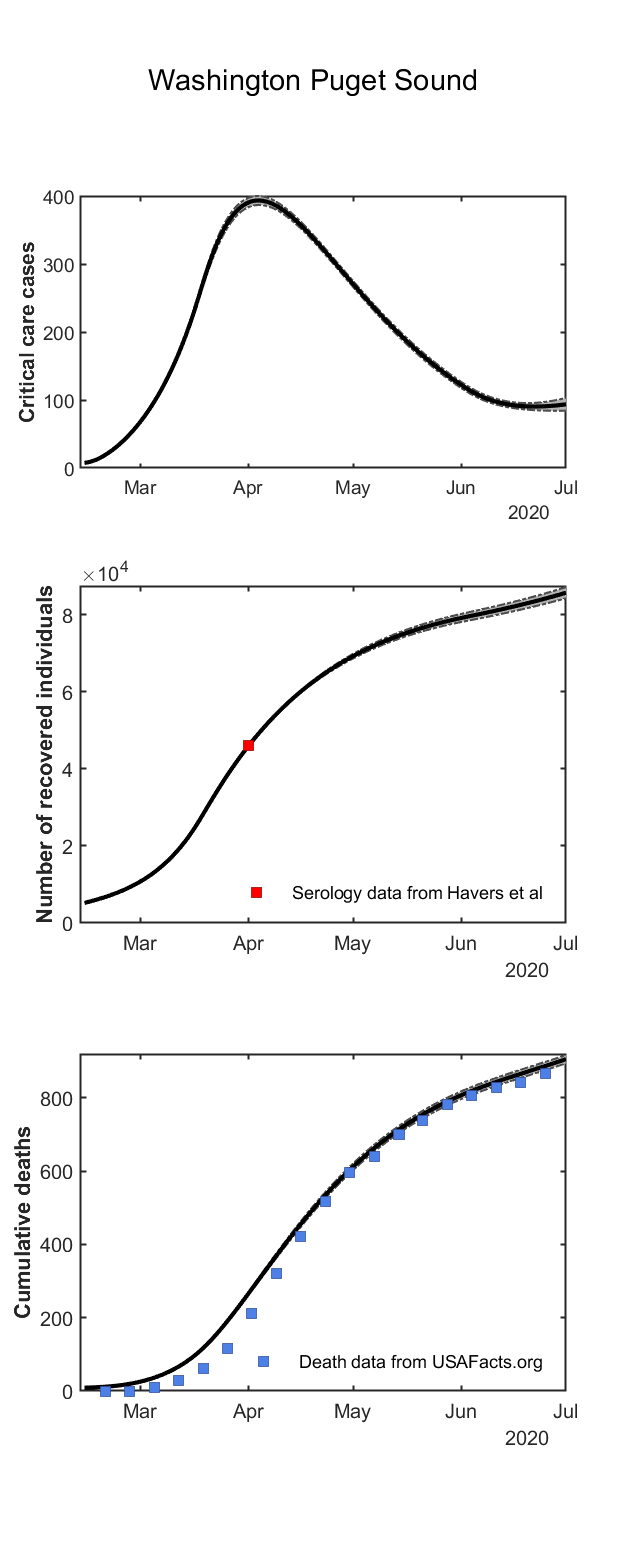 Washington Puget Sound
400
300
200
100
0
Critical care cases
Mar Apr May Jun Jul
2020
×10⁴
8
6
4
2
0
Number of recovered individuals
Serology data from Havers et al
Mar Apr May Jun Jul
2020
800
600
400
200
0
Cumulative deaths
Death data from USAFacts.org
Mar Apr May Jun Jul
2020